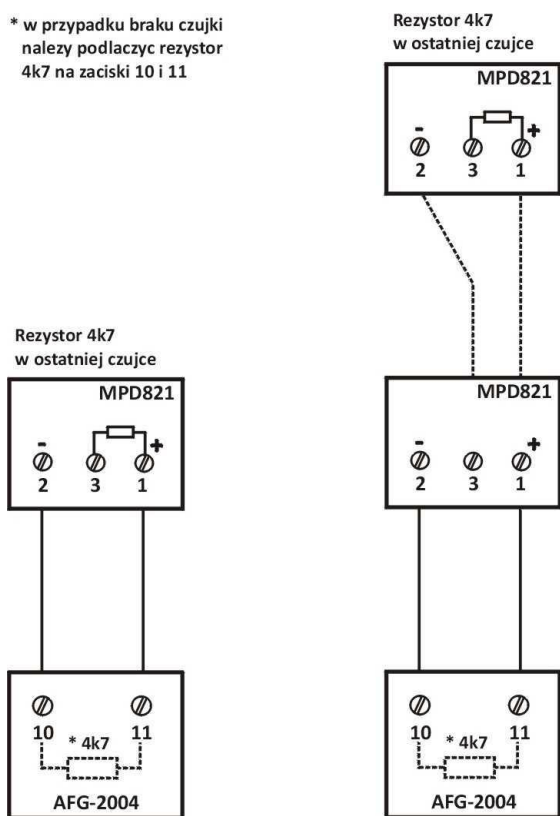 * w przypadku braku czujki
nalezy podlaczyc rezystor
4k7 na zaciski 10 i 11
Rezystor 4k7
w ostatniej czujce
MPD821
- +
2 3 1
Rezystor 4k7
w ostatniej czujce
MPD821
- +
2 3 1
MPD821
- +
2 3 1
10 11
* 4k7
AFG-2004
10 11
* 4k7
AFG-2004